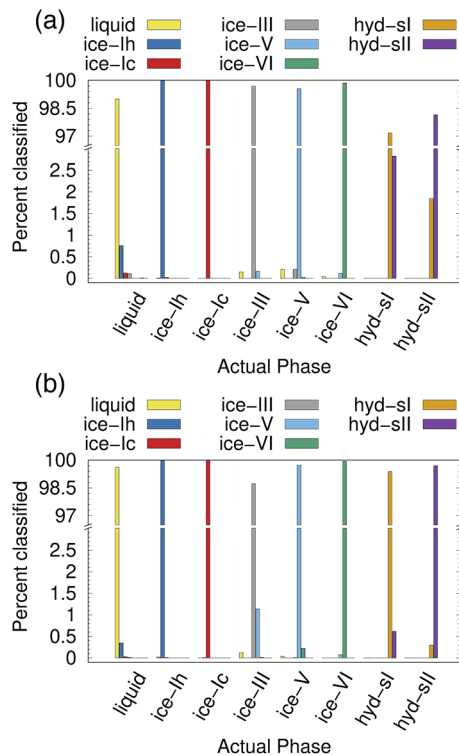 (a)
liquid ice-III hyd-sI
ice-Ih ice-V hyd-sII
ice-Ic ice-VI
Percent classified
100
98.5
97
2.5
2
1.5
1
0.5
0
liquid ice-Ih ice-Ic ice-III ice-V ice-VI hyd-sI hyd-sII
Actual Phase
(b)
liquid ice-III hyd-sI
ice-Ih ice-V hyd-sII
ice-Ic ice-VI
Percent classified
100
98.5
97
2.5
2
1.5
1
0.5
0
liquid ice-Ih ice-Ic ice-III ice-V ice-VI hyd-sI hyd-sII
Actual Phase